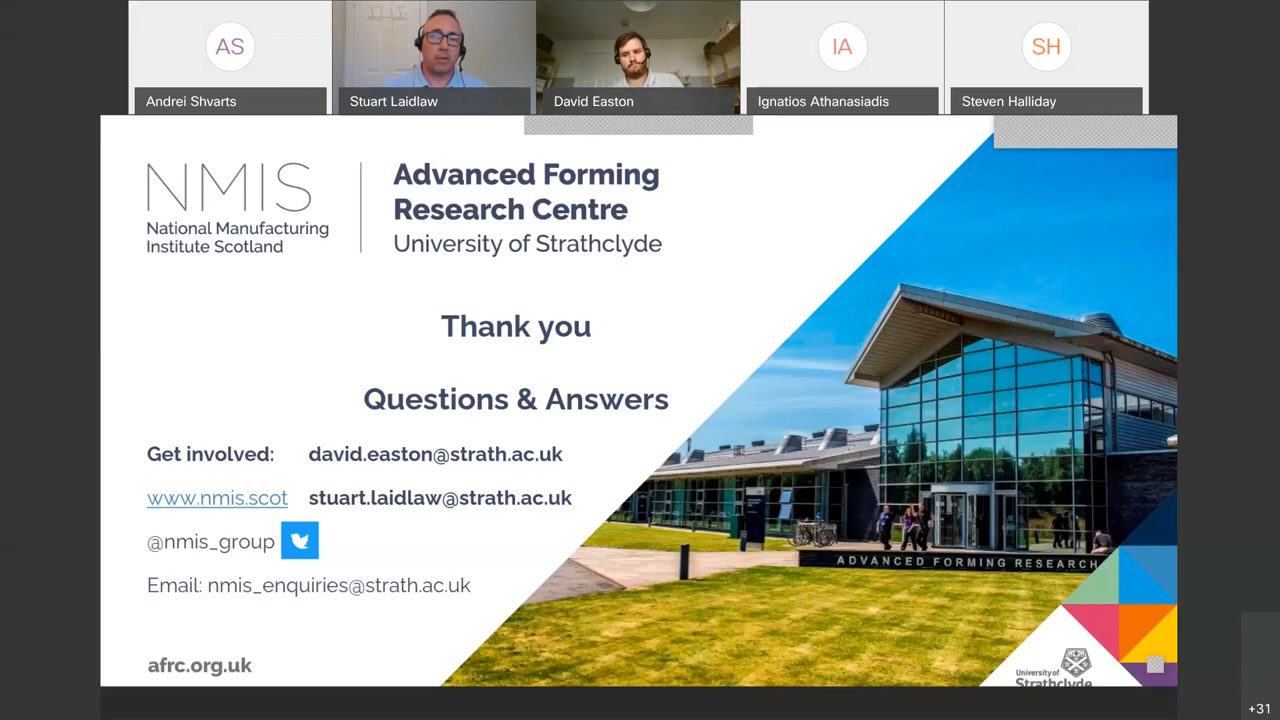 AS
IA
SH
Andrei Shvarts
Stuart Laidlaw
David Easton
Ignatios Athanasiadis
Steven Halliday
NMIS
National Manufacturing
Institute Scotland
Advanced Forming
Research Centre
University of Strathclyde
Thank you
Questions & Answers
Get involved: david.easton@strath.ac.uk
www.nmis.scot stuart.laidlaw@strath.ac.uk
@nmis_group
Email: nmis_enquiries@strath.ac.uk
afrc.org.uk
ADVANCED FORMING RESEARCH
University of
Strathclyde
+31